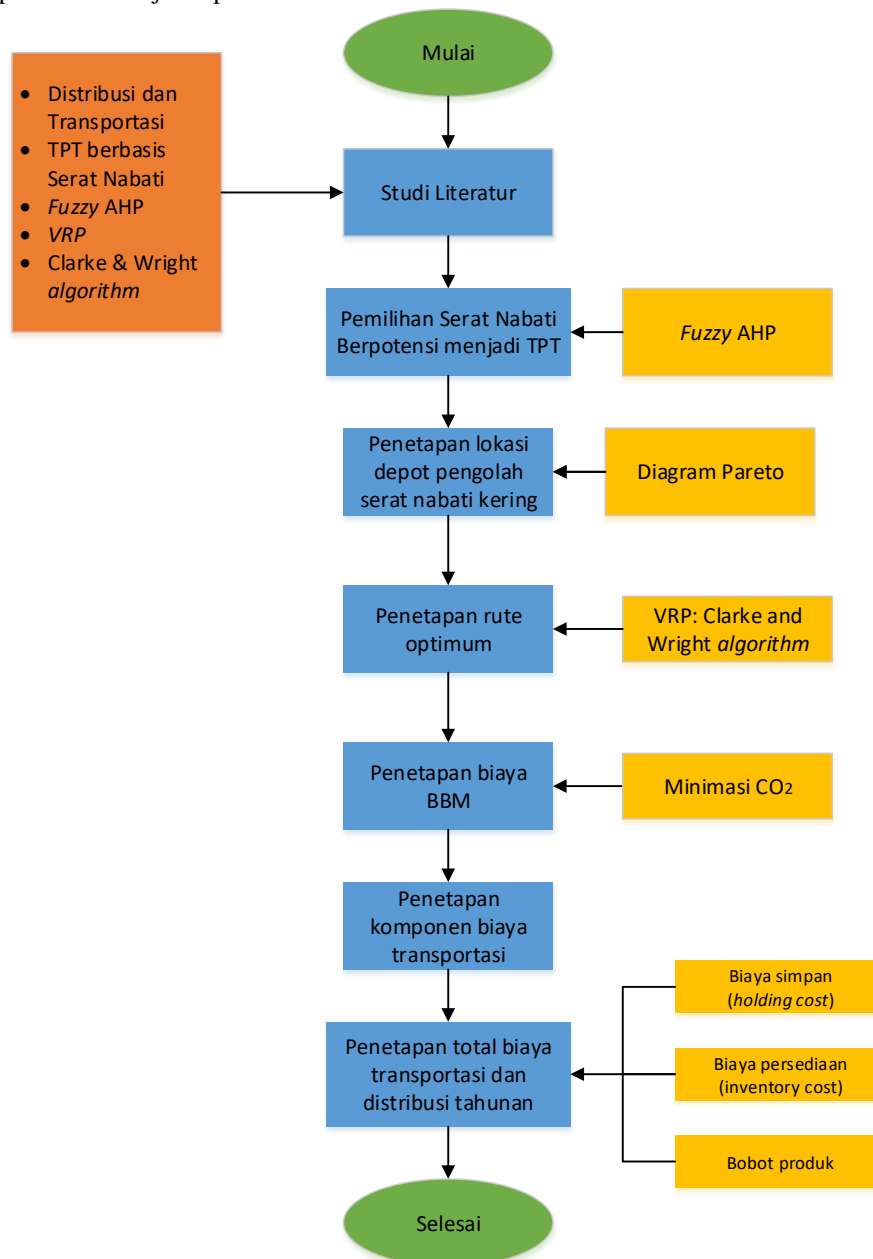 Mulai
• Distribusi dan
Transportasi
• TPT berbasis
Serat Nabati
• Fuzzy AHP
• VRP
• Clarke & Wright
algorithm
Studi Literatur
Pemilihan Serat Nabati
Berpotensi menjadi TPT
Fuzzy AHP
Penetapan lokasi
depot pengolah
serat nabati kering
Diagram Pareto
Penetapan rute
optimum
VRP: Clarke and
Wright algorithm
Penetapan biaya
BBM
Minimasi CO2
Penetapan
komponen biaya
transportasi
Penetapan total biaya
transportasi dan
distribusi tahunan
Biaya simpan
(holding cost)
Biaya persediaan
(inventory cost)
Bobot produk
Selesai